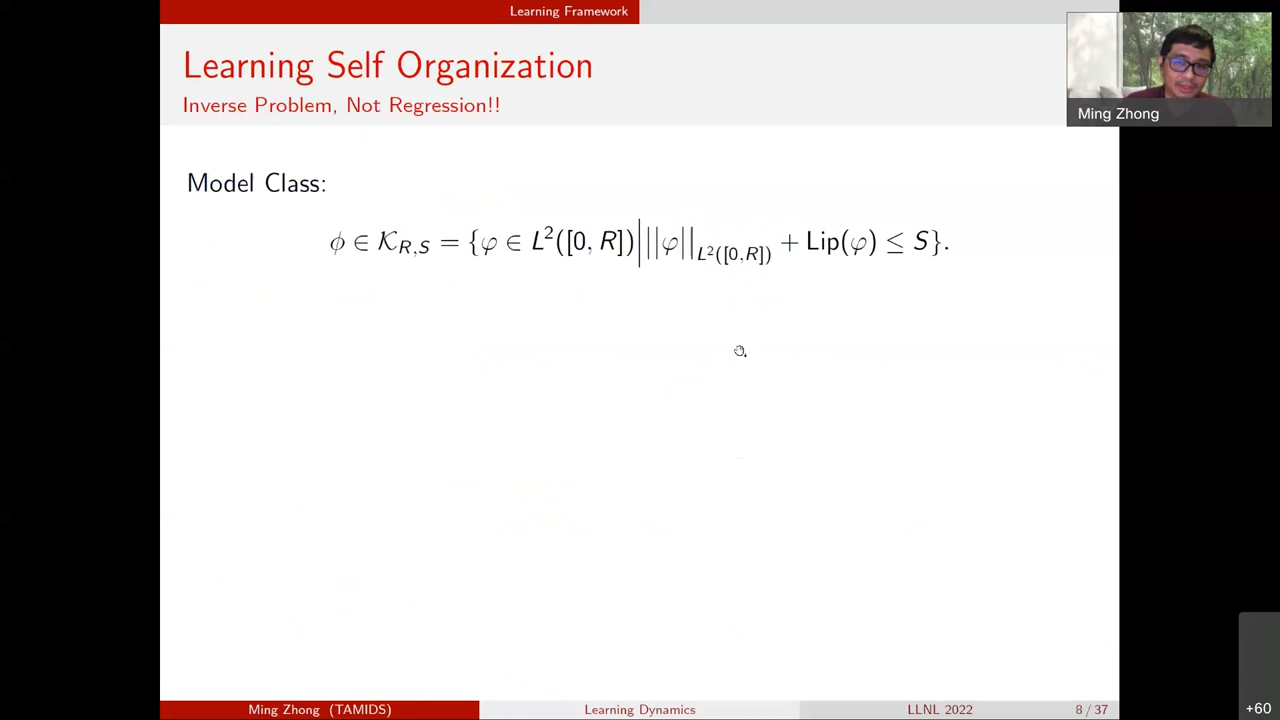 Learning Framework
Learning Self Organization
Inverse Problem, Not Regression!!
Ming Zhong
Model Class:
ϕ ∈ 𝒦_{R,S} = {φ ∈ L²([0, R]) | ||φ||_{L²([0,R])} + Lip(φ) ≤ S}.
Ming Zhong (TAMIDS)
Learning Dynamics
LLNL 2022
8 / 37
+60